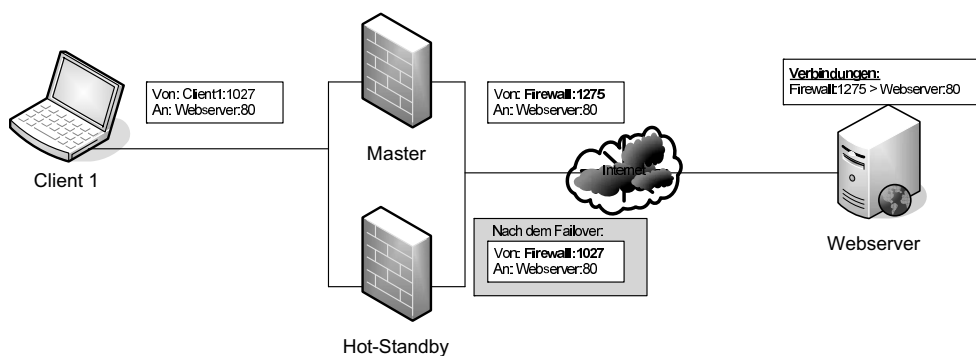 Von: Client1:1027
An: Webserver:80
Von: Firewall:1275
An: Webserver:80
Verbindungen:
Firewall:1275 > Webserver:80
Master
Internet
Client 1
Nach dem Failover:
Von: Firewall:1027
An: Webserver:80
Webserver
Hot-Standby